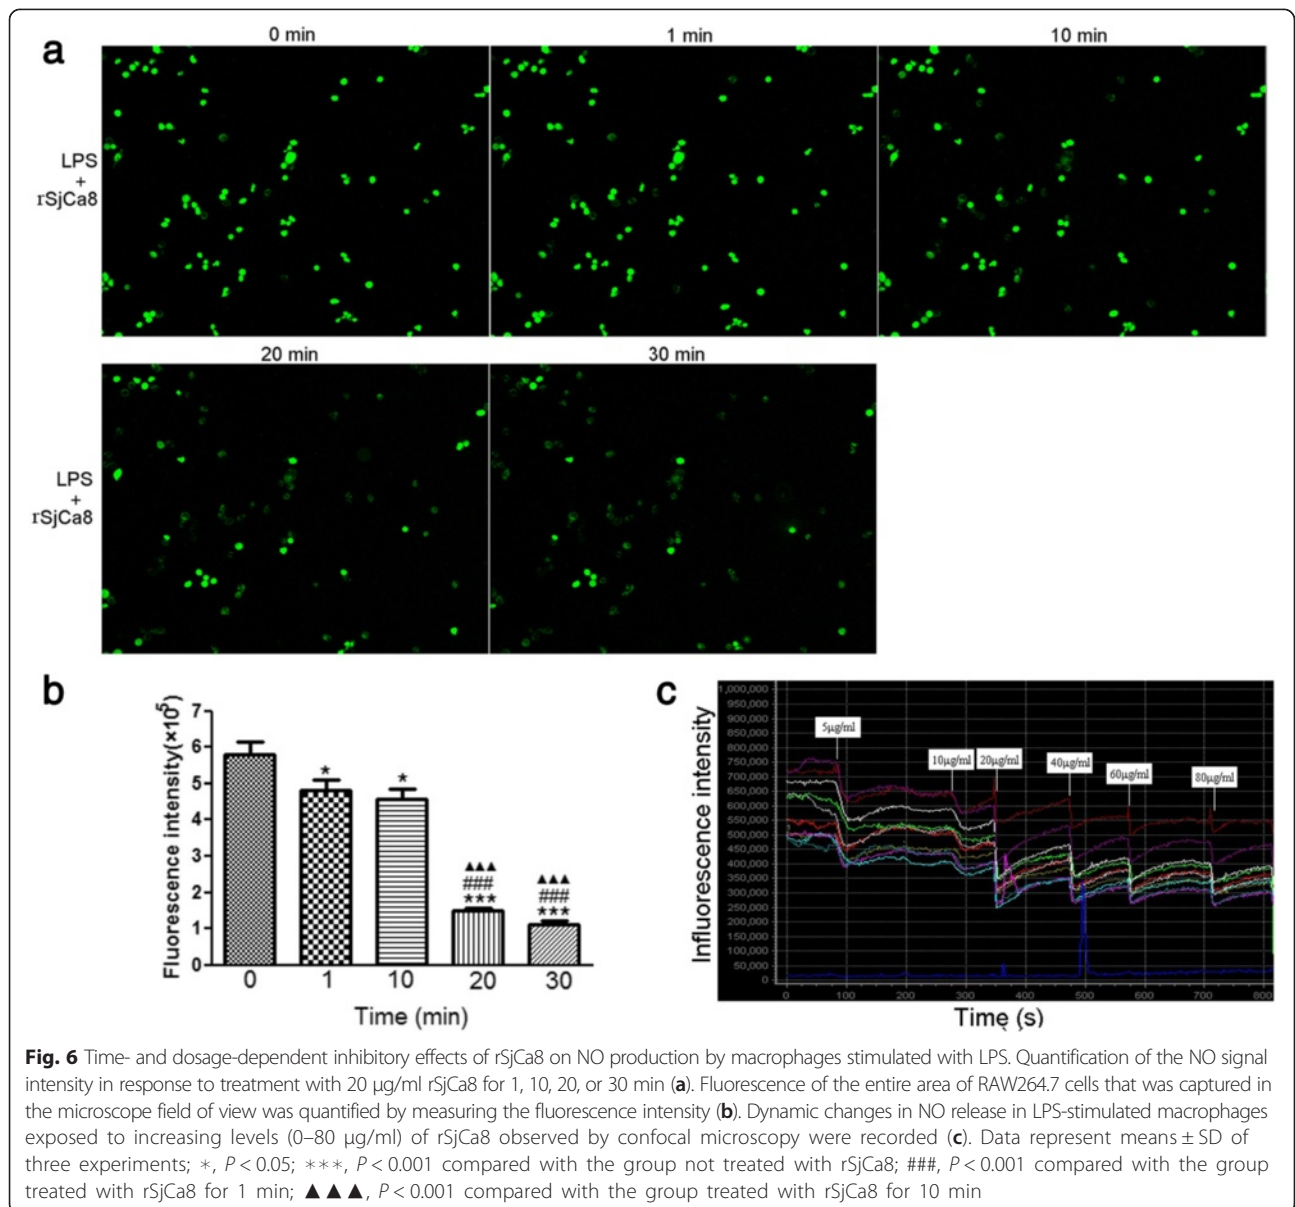 a
0 min 1 min 10 min
LPS
+
rSjCa8
20 min 30 min
LPS
+
rSjCa8
b
Fluorescence intensity(×10⁵)
7
6
5
4
3
2
1
0
*
*
▲▲▲
###
***
▲▲▲
###
***
0 1 10 20 30
Time (min)
c
Influorescence intensity
1,000,000
950,000
900,000
850,000
800,000
750,000
700,000
650,000
600,000
550,000
500,000
450,000
400,000
350,000
300,000
250,000
200,000
150,000
100,000
50,000
0
5µg/ml
10µg/ml
20µg/ml
40µg/ml
60µg/ml
80µg/ml
0 100 200 300 400 500 600 700 800
Time (s)
Fig. 6 Time- and dosage-dependent inhibitory effects of rSjCa8 on NO production by macrophages stimulated with LPS. Quantification of the NO signal
intensity in response to treatment with 20 µg/ml rSjCa8 for 1, 10, 20, or 30 min (a). Fluorescence of the entire area of RAW264.7 cells that was captured in
the microscope field of view was quantified by measuring the fluorescence intensity (b). Dynamic changes in NO release in LPS-stimulated macrophages
exposed to increasing levels (0–80 µg/ml) of rSjCa8 observed by confocal microscopy were recorded (c). Data represent means ± SD of
three experiments; *, P < 0.05; ***, P < 0.001 compared with the group not treated with rSjCa8; ###, P < 0.001 compared with the group
treated with rSjCa8 for 1 min; ▲▲▲, P < 0.001 compared with the group treated with rSjCa8 for 10 min